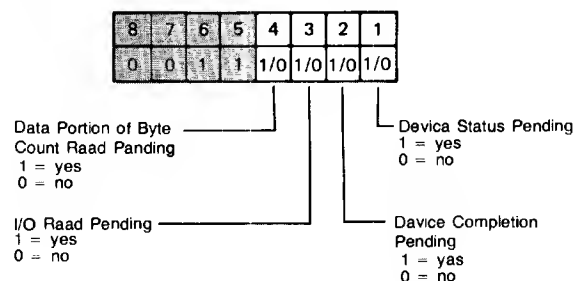 8 7 6 5 4 3 2 1
0 0 1 1 1/0 1/0 1/0 1/0
Data Portion of Byte
Count Raad Panding
1 = yes
0 = no
Devica Status Pending
1 = yes
0 = no
I/O Raad Pending
1 = yes
0 = no
Davice Completion
Pending
1 = yas
0 = no